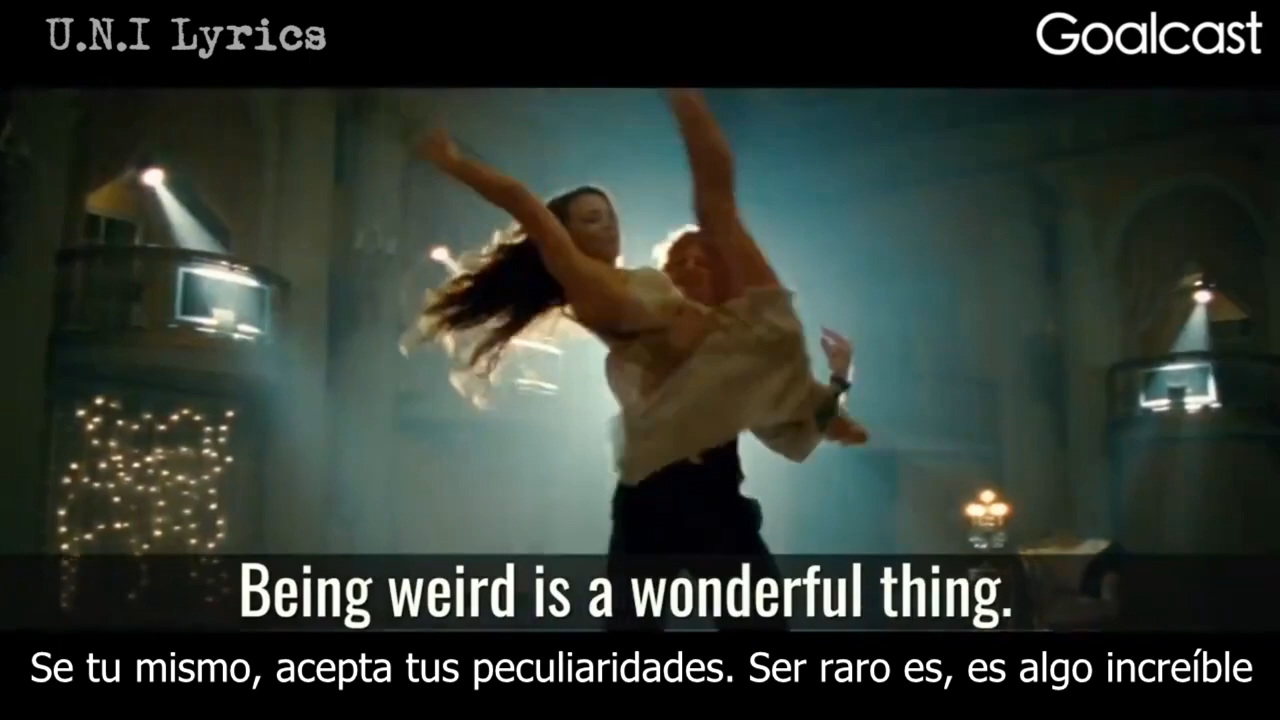 U.N.I Lyrics
Goalcast
Being weird is a wonderful thing.
Se tu mismo, acepta tus peculiaridades. Ser raro es, es algo increíble